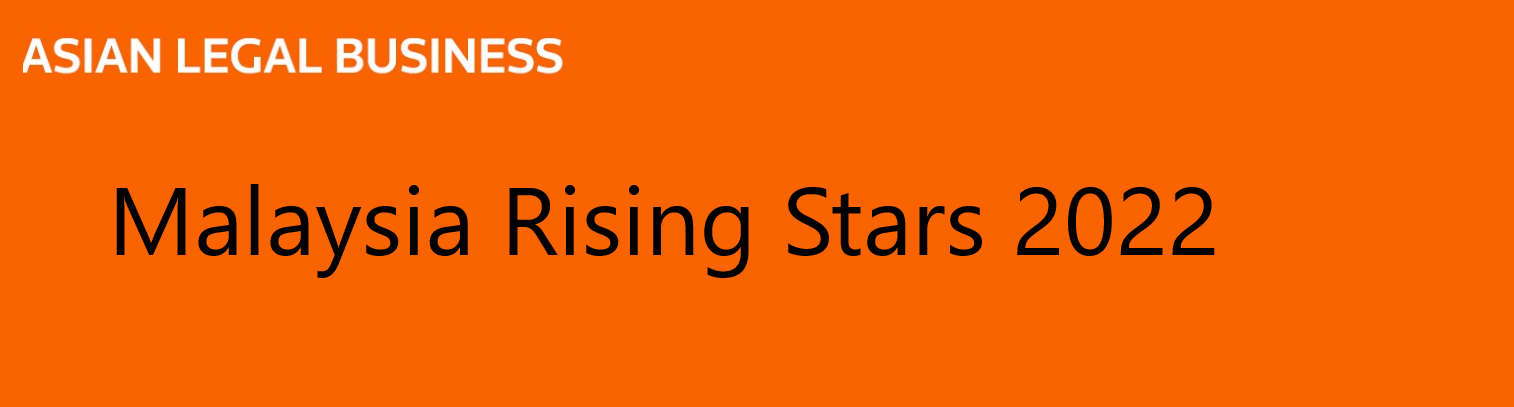 ASIAN LEGAL BUSINESS
Malaysia Rising Stars 2022